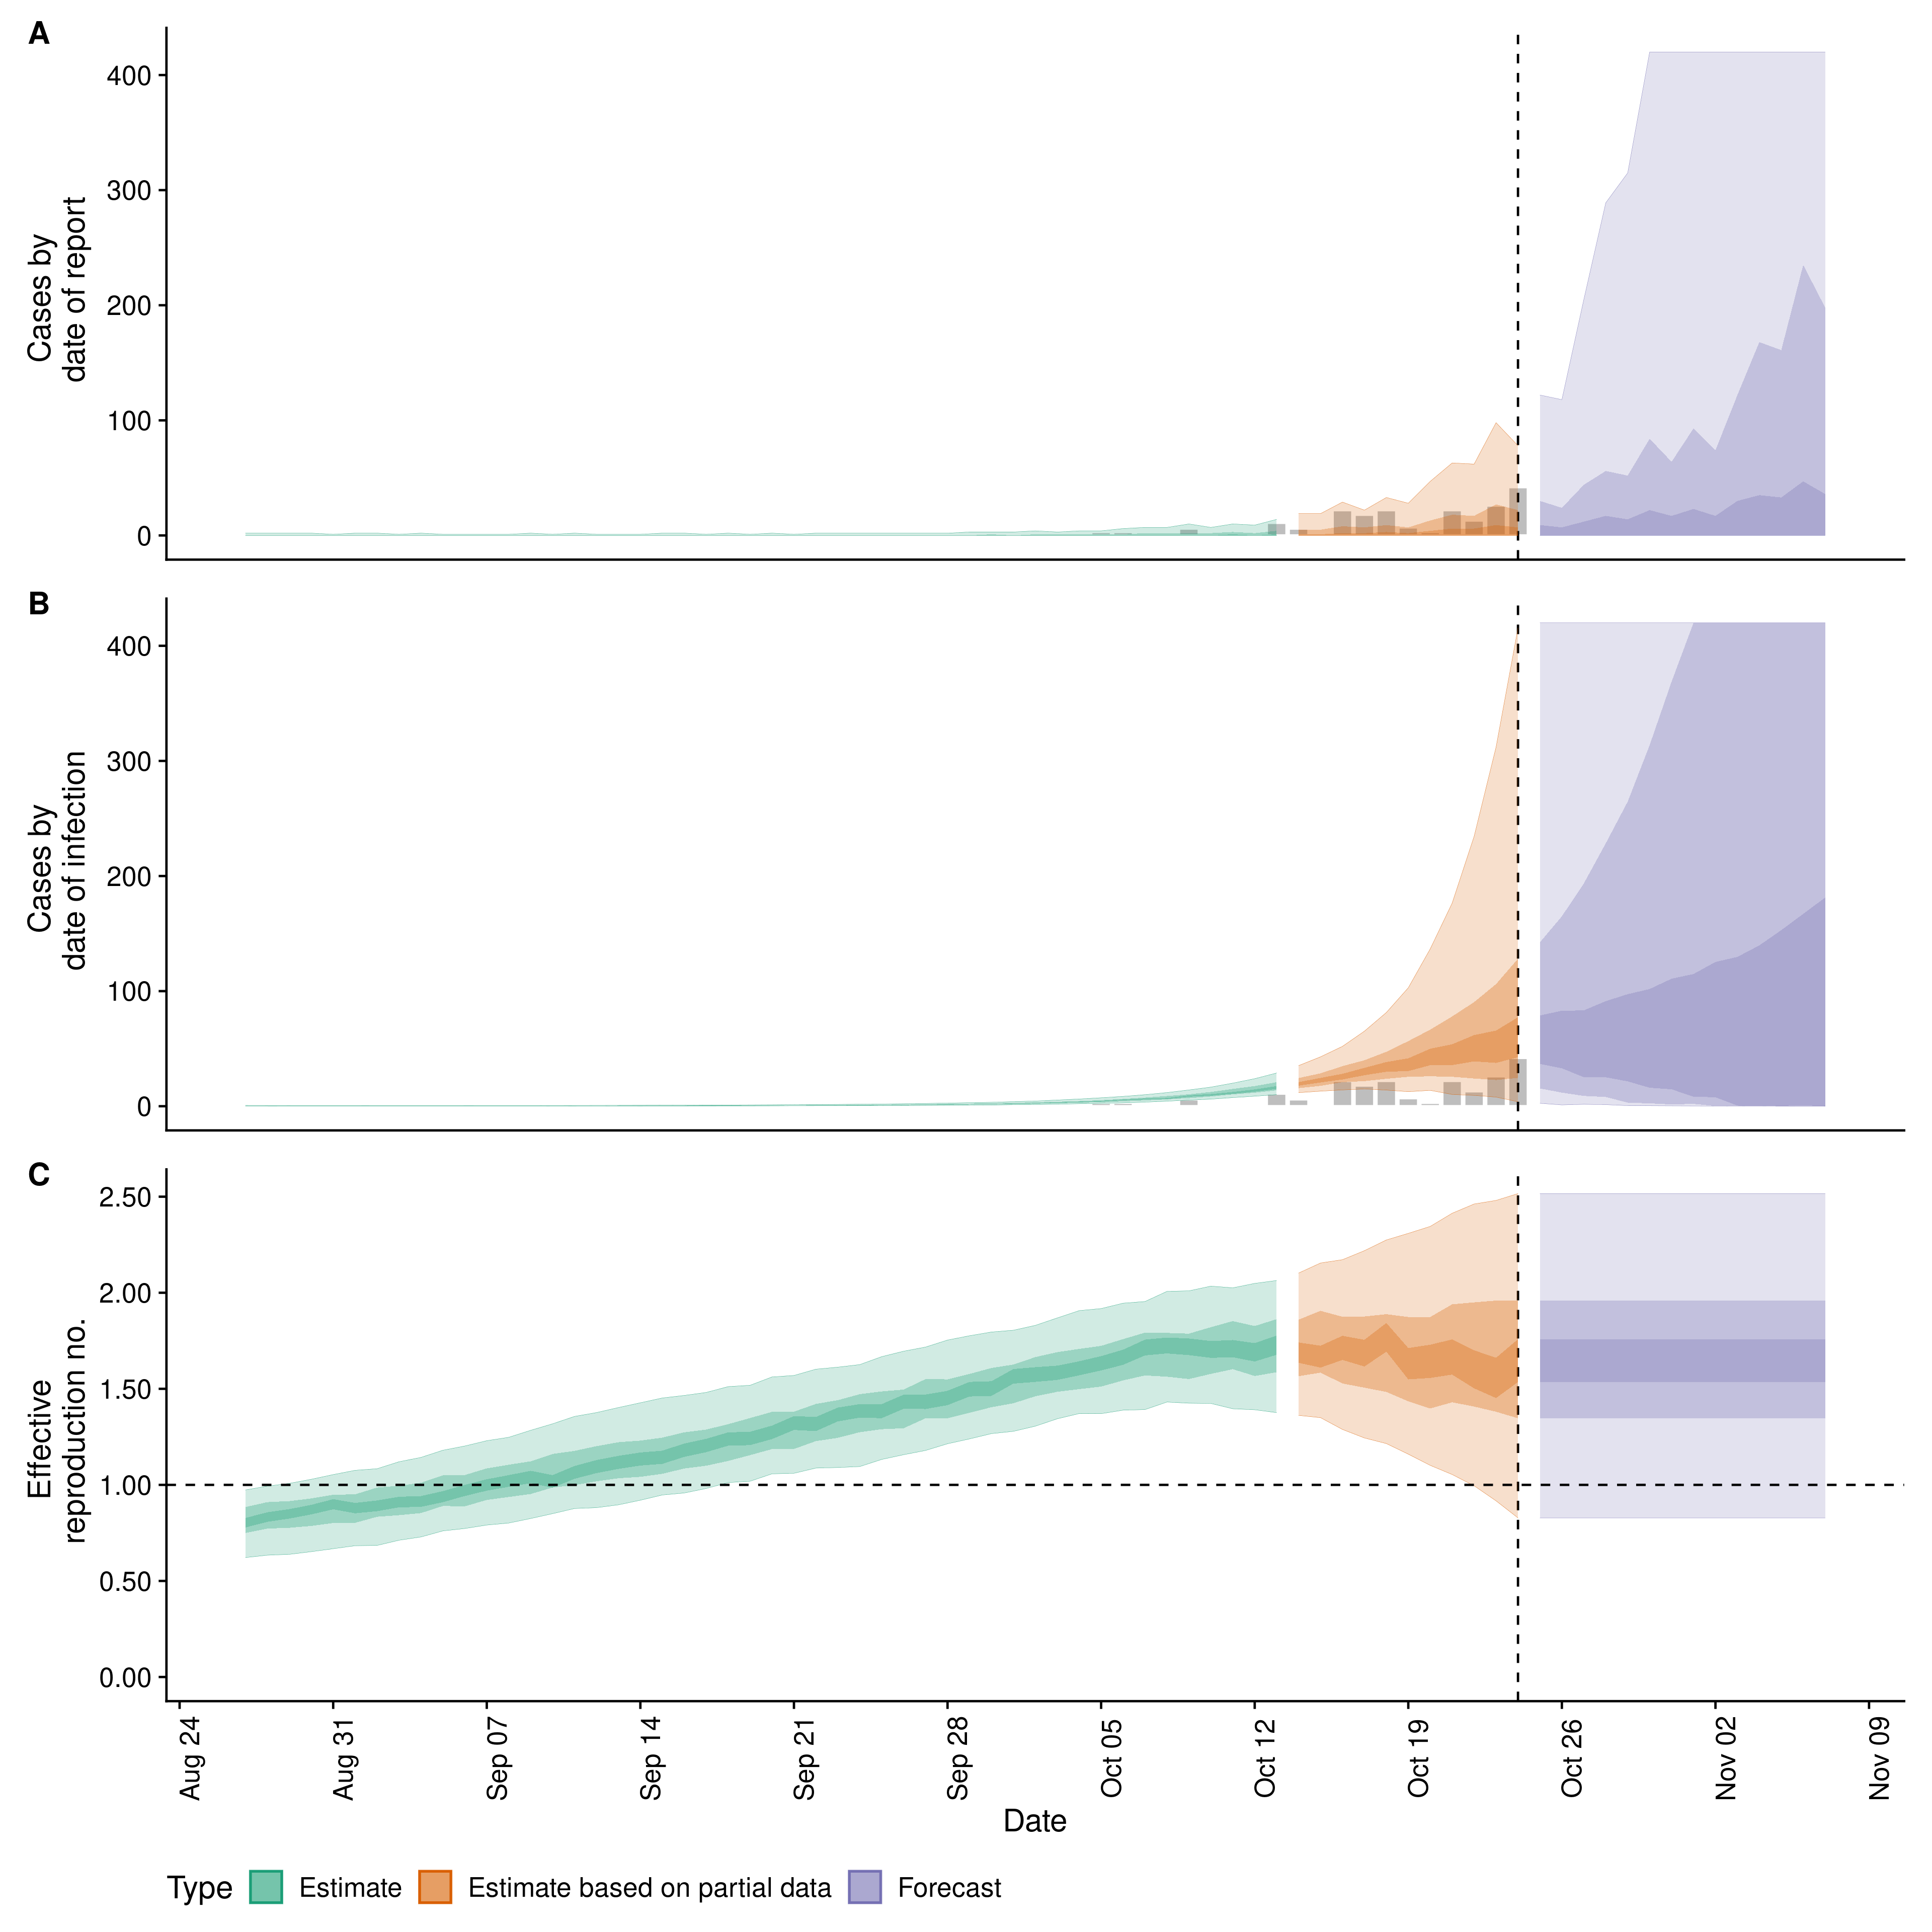 A
400
300
200
100
0
Cases by
date of report
B
400
300
200
100
0
Cases by
date of infection
C
2.50
2.00
1.50
1.00
0.50
0.00
Effective
reproduction no.
Aug 24
Aug 31
Sep 07
Sep 14
Sep 21
Sep 28
Oct 05
Oct 12
Oct 19
Oct 26
Nov 02
Nov 09
Date
Type Estimate Estimate based on partial data Forecast